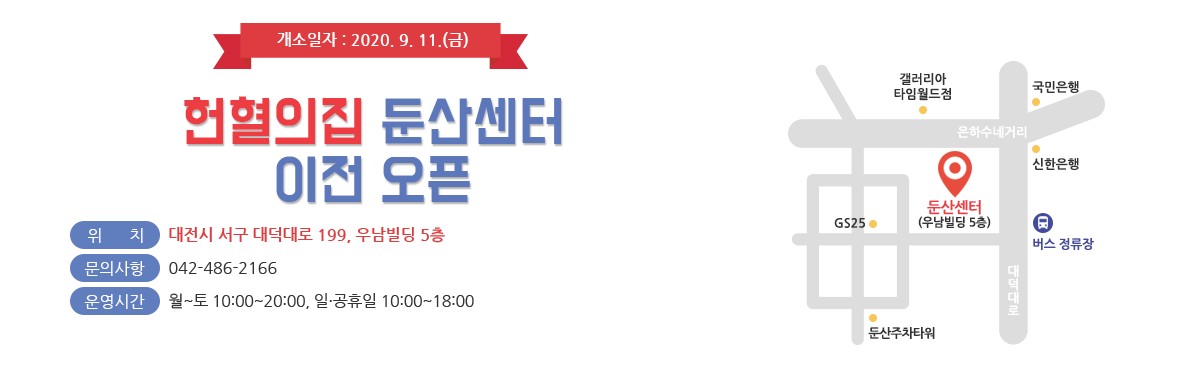 개소일자 : 2020. 9. 11.(금)
헌혈의집 둔산센터
이전 오픈
위 치 대전시 서구 대덕대로 199, 우남빌딩 5층
문의사항 042-486-2166
운영시간 월~토 10:00~20:00, 일·공휴일 10:00~18:00
갤러리아
타임월드점
국민은행
은하수네거리
신한은행
둔산센터
(우남빌딩 5층)
GS25
버스 정류장
대덕대로
둔산주차타워